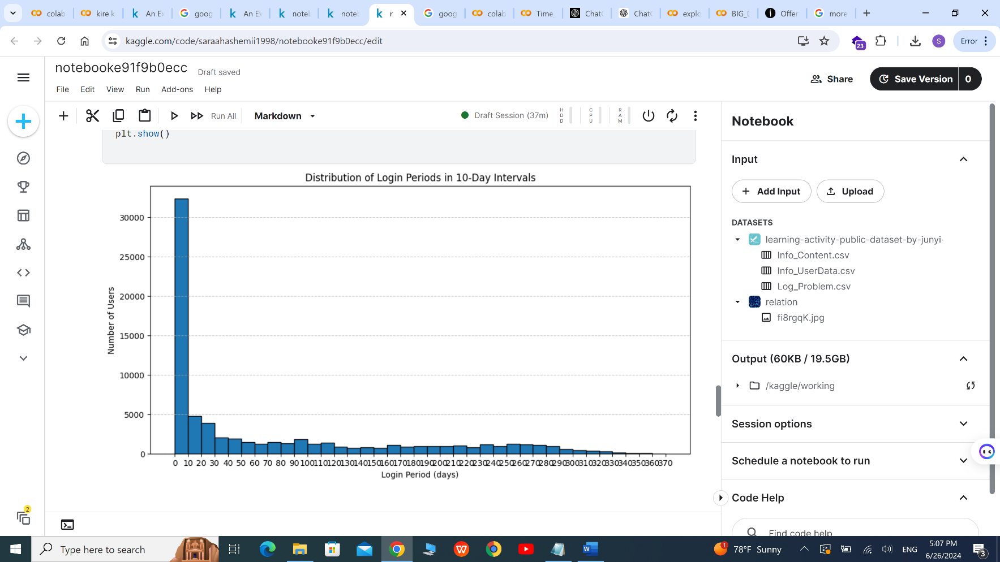 colab
kire k
An Ex
goog
An Ex
noteb
noteb
r
goog
colab
Time_
ChatG
ChatG
explo
BIG_D
Offer
more
kaggle.com/code/saraahashemii1998/notebooke91f9b0ecc/edit
23
S
Error
notebooke91f9b0ecc
Draft saved
File Edit View Run Add-ons Help
Share
Save Version
0
Run All
Markdown
Draft Session (37m)
HDD
CPU
RAM
plt.show()
Distribution of Login Periods in 10-Day Intervals
Number of Users
30000
25000
20000
15000
10000
5000
0
0 10 20 30 40 50 60 70 80 90 100 110 120 130 140 150 160 170 180 190 200 210 220 230 240 250 260 270 280 290 300 310 320 330 340 350 360 370
Login Period (days)
Notebook
Input
Add Input
Upload
DATASETS
learning-activity-public-dataset-by-junyi-
Info_Content.csv
Info_UserData.csv
Log_Problem.csv
relation
fi8rgqK.jpg
Output (60KB / 19.5GB)
/kaggle/working
Session options
Schedule a notebook to run
Code Help
Find code help
2
Type here to search
1
78°F Sunny
ENG
5:07 PM
6/26/2024
3